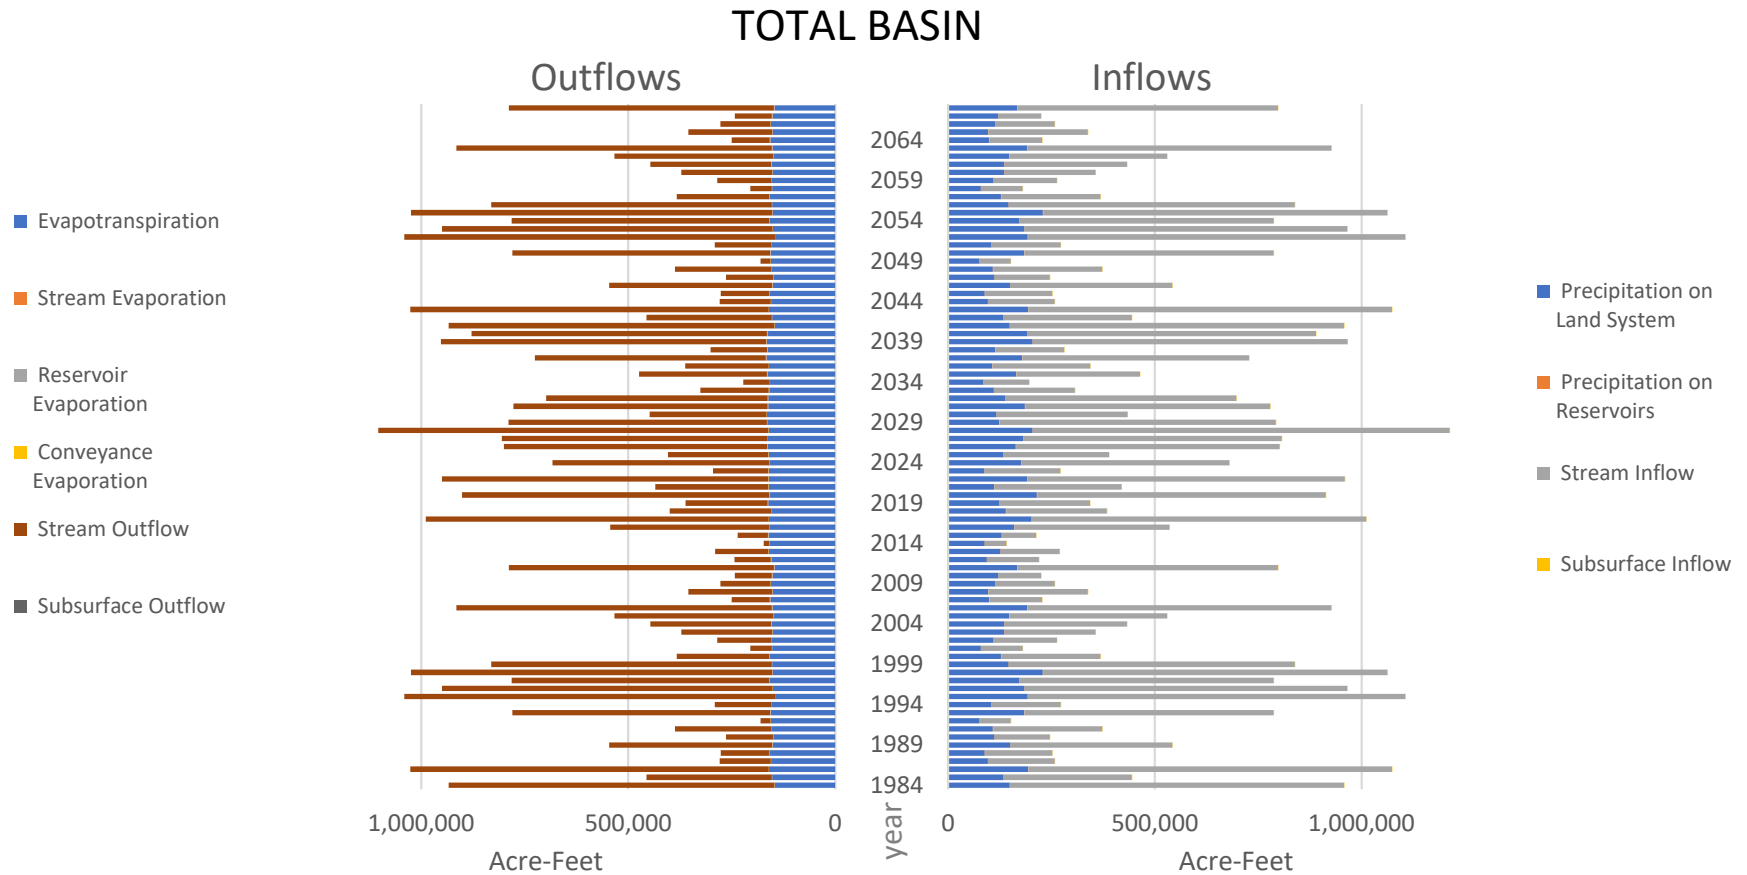 TOTAL BASIN
Outflows
Inflows
Evapotranspiration
Stream Evaporation
Reservoir
Evaporation
Conveyance
Evaporation
Stream Outflow
Subsurface Outflow
2064
2059
2054
2049
2044
2039
2034
2029
2024
2019
2014
2009
2004
1999
1994
1989
1984
Precipitation on
Land System
Precipitation on
Reservoirs
Stream Inflow
Subsurface Inflow
1,000,000
500,000
0
year
0
500,000
1,000,000
Acre-Feet
Acre-Feet